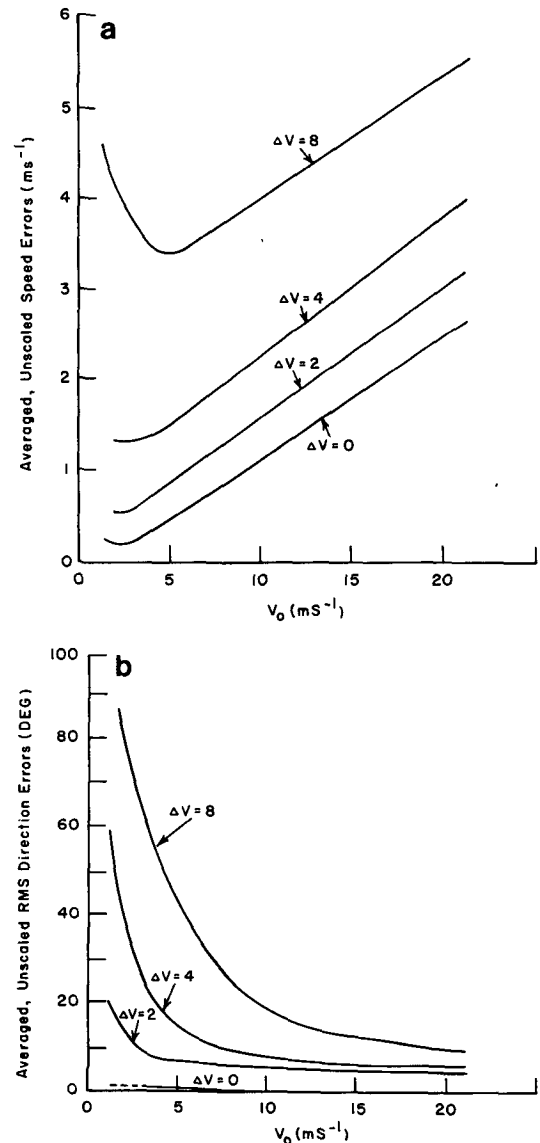 a
6
5
4
3
2
1
0
Averaged, Unscaled Speed Errors (ms⁻¹)
ΔV=8
ΔV=4
ΔV=2
ΔV=0
0
5
10
15
20
V₀ (mS⁻¹)
b
100
80
60
40
20
0
Averaged, Unscaled RMS Direction Errors (DEG)
ΔV=8
ΔV=4
ΔV=2
ΔV=0
0
5
10
15
20
V₀ (mS⁻¹)